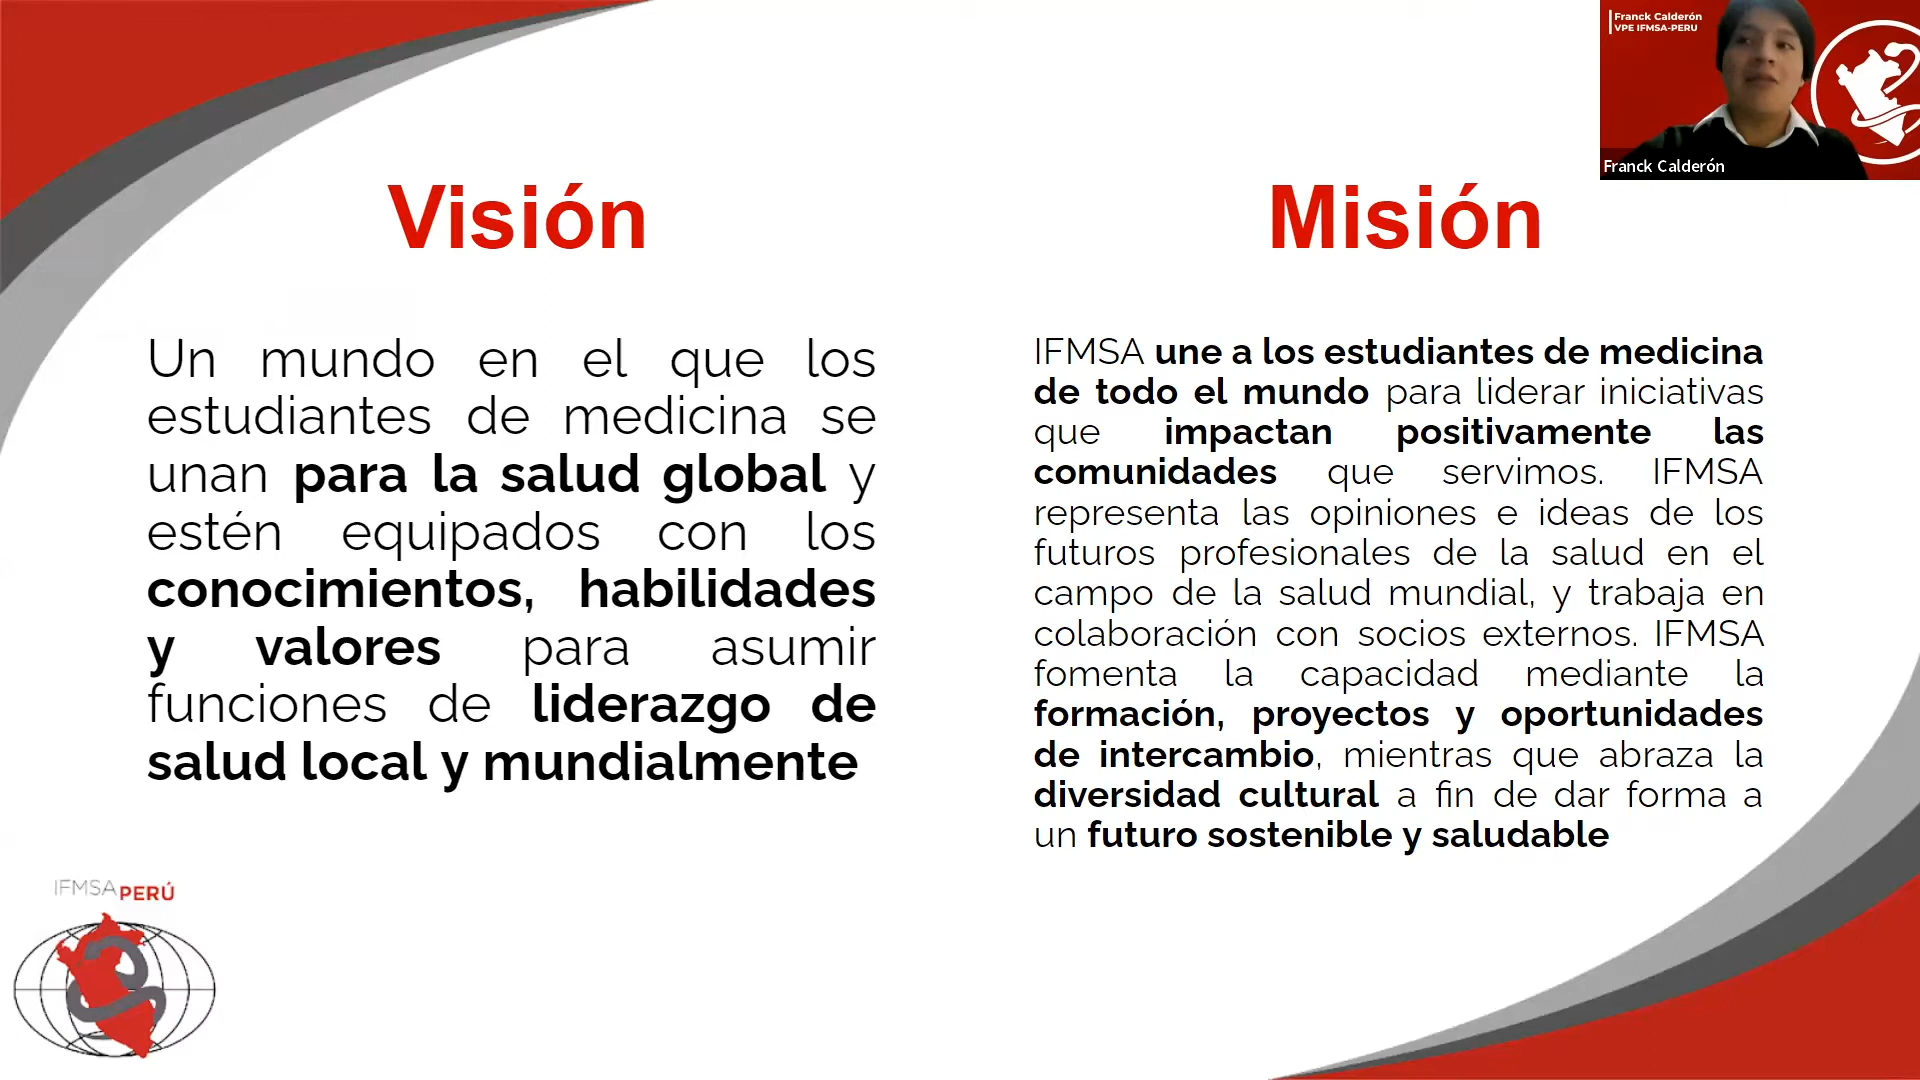 Franck Calderón
VPE IFMSA-PERU
Franck Calderón
Visión
Un mundo en el que los
estudiantes de medicina se
unan para la salud global y
estén equipados con los
conocimientos, habilidades
y valores para asumir
funciones de liderazgo de
salud local y mundialmente
Misión
IFMSA une a los estudiantes de medicina
de todo el mundo para liderar iniciativas
que impactan positivamente las
comunidades que servimos. IFMSA
representa las opiniones e ideas de los
futuros profesionales de la salud en el
campo de la salud mundial, y trabaja en
colaboración con socios externos. IFMSA
fomenta la capacidad mediante la
formación, proyectos y oportunidades
de intercambio, mientras que abraza la
diversidad cultural a fin de dar forma a
un futuro sostenible y saludable
IFMSA PERÚ